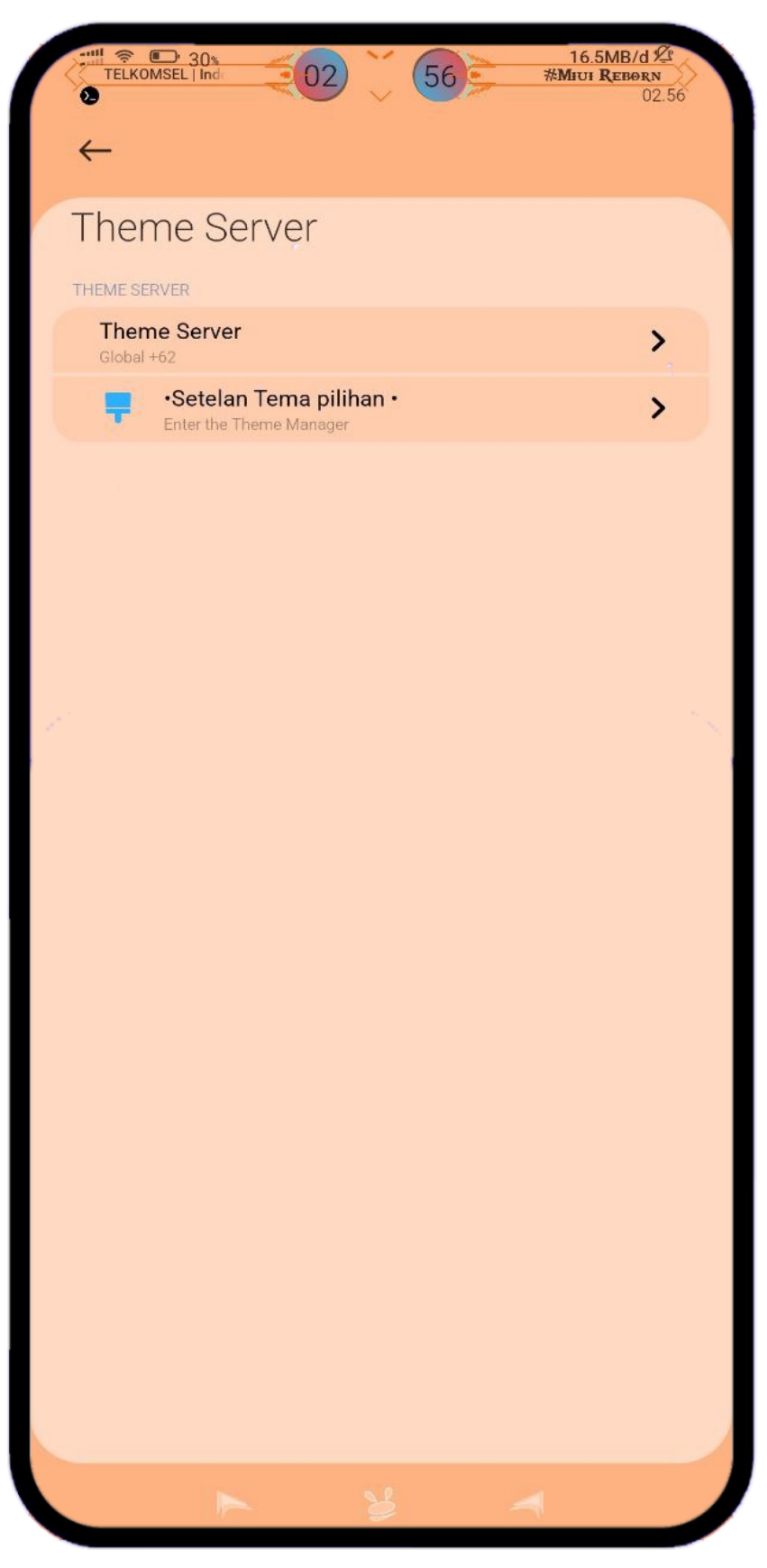 30%
16.5MB/d
TELKOMSEL | Ind
02
56
#MIUI REBORN
02.56
Theme Server
THEME SERVER
Theme Server
Global +62
•Setelan Tema pilihan •
Enter the Theme Manager